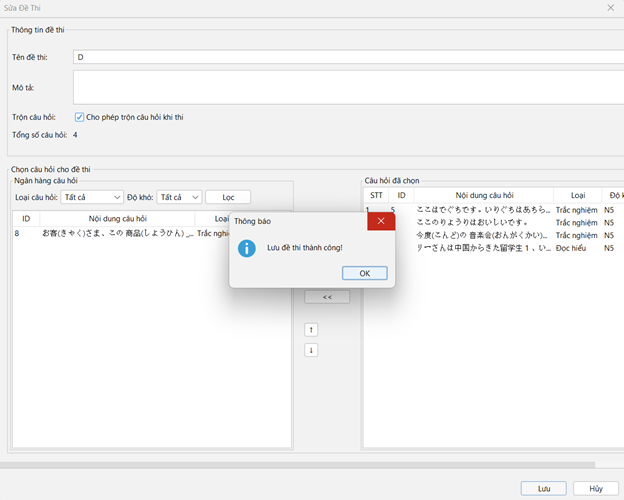 Sửa Đề Thi
Thông tin đề thi
Tên đề thi:
D
Mô tả:
Trộn câu hỏi:
Cho phép trộn câu hỏi khi thi
Tổng số câu hỏi: 4
Chọn câu hỏi cho đề thi
Ngân hàng câu hỏi
Loại câu hỏi: Tất cả Độ khó: Tất cả Lọc
ID Nội dung câu hỏi
8 お客(きゃく)さま、この 商品(しようひん) _... Trắc
Câu hỏi đã chọn
STT ID Nội dung câu hỏi Loại
1 5 ここはでぐちです。いりぐちはあちら... Trắc nghiệm N5
ここのりょうりはおいしいです。 Trắc nghiệm N5
今度(こんど)の 音楽会(おんがくかい)... Trắc nghiệm N5
リーさんは中国からきた留学生1、い... Đọc hiểu N5
Thông báo
Lưu đề thi thành công!
OK
<<
↑
↓
Lưu Hủy